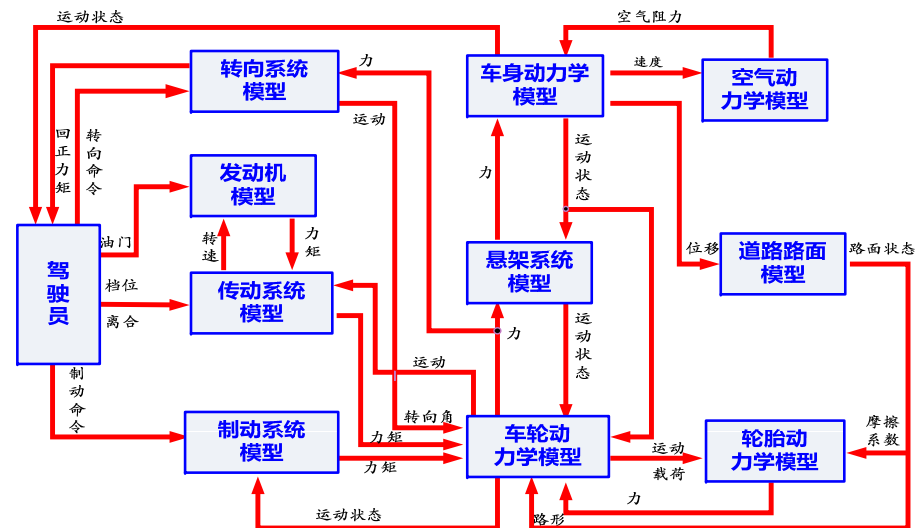 运动状态
空气阻力
转向系统
模型
力
车身动力学
模型
速度
空气动
力学模型
运动
回正力矩
转向命令
发动机
模型
力
运动状态
驾驶员
油门
转速
力矩
悬架系统
模型
位移
道路路面
模型
路面状态
档位
离合
传动系统
模型
力
运动状态
运动
制动命令
制动系统
模型
转向角
力矩
力矩
车轮动
力学模型
运动
载荷
轮胎动
力学模型
摩擦
系数
力
运动状态
路形